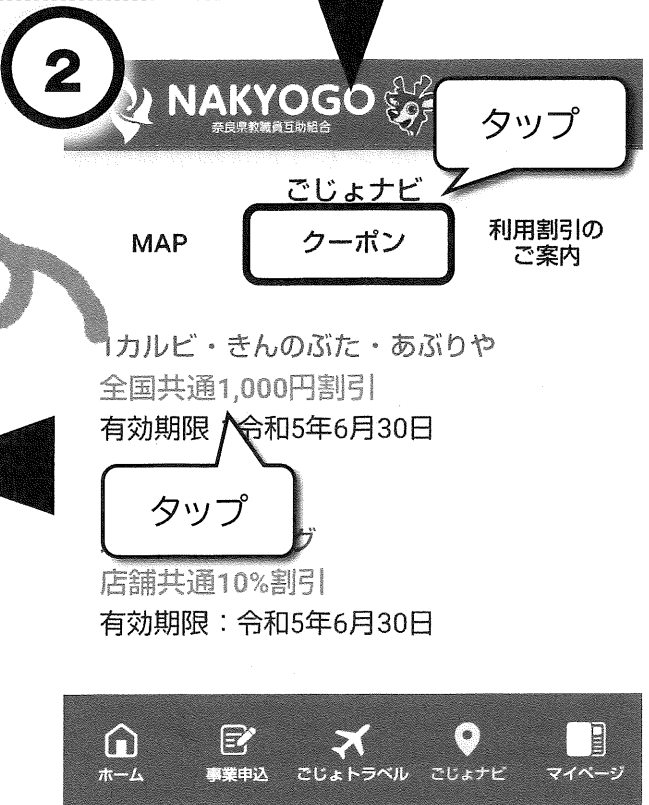 2
NAKYOGO
奈良県教職員互助組合
タップ
ごじょナビ
MAP
クーポン
利用割引の
ご案内
1カルビ・きんのぶた・あぶりや
全国共通1,000円割引
有効期限：令和5年6月30日
タップ
グ
店舗共通10%割引
有効期限：令和5年6月30日
ホーム
事業申込
ごじょトラベル
ごじょナビ
マイページ